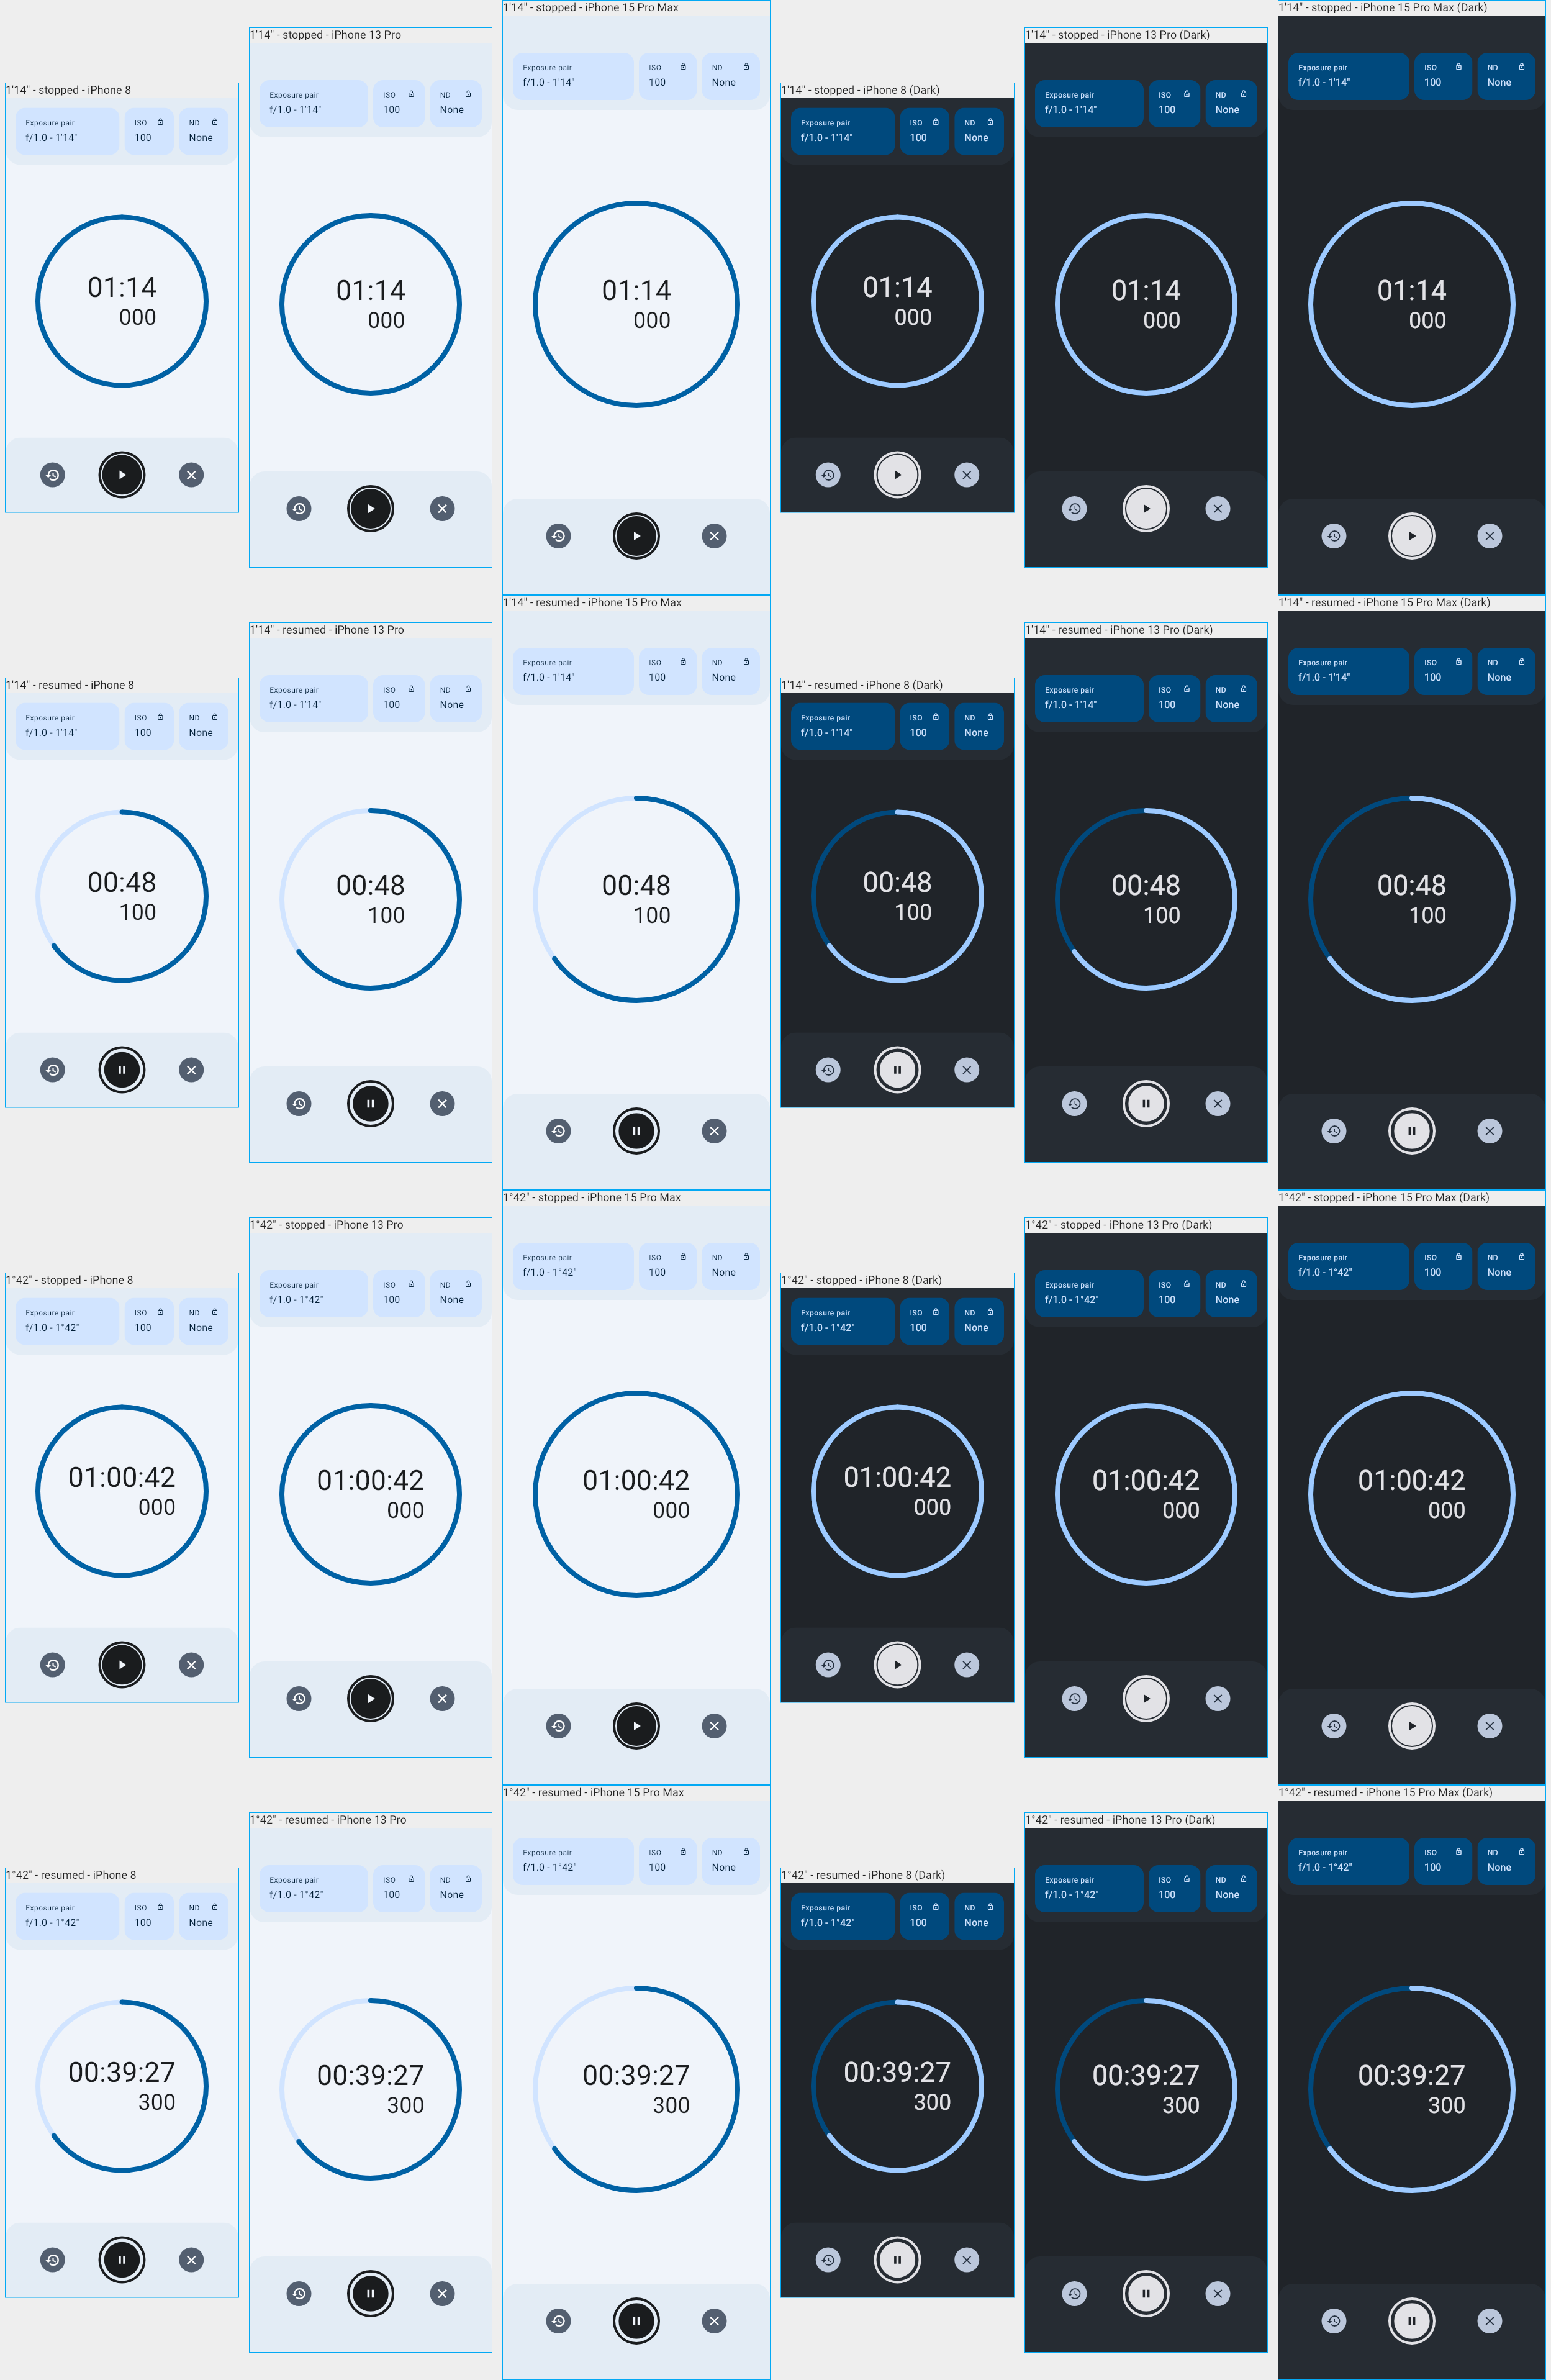 1'14" - stopped - iPhone 8
Exposure pair
f/1.0 - 1'14"
ISO
100
ND
None
01:14
000
1'14" - stopped - iPhone 13 Pro
Exposure pair
f/1.0 - 1'14"
ISO
100
ND
None
01:14
000
1'14" - stopped - iPhone 15 Pro Max
Exposure pair
f/1.0 - 1'14"
ISO
100
ND
None
01:14
000
1'14" - stopped - iPhone 8 (Dark)
Exposure pair
f/1.0 - 1'14"
ISO
100
ND
None
01:14
000
1'14" - stopped - iPhone 13 Pro (Dark)
Exposure pair
f/1.0 - 1'14"
ISO
100
ND
None
01:14
000
1'14" - stopped - iPhone 15 Pro Max (Dark)
Exposure pair
f/1.0 - 1'14"
ISO
100
ND
None
01:14
000
1'14" - resumed - iPhone 8
Exposure pair
f/1.0 - 1'14"
ISO
100
ND
None
00:48
100
1'14" - resumed - iPhone 13 Pro
Exposure pair
f/1.0 - 1'14"
ISO
100
ND
None
00:48
100
1'14" - resumed - iPhone 15 Pro Max
Exposure pair
f/1.0 - 1'14"
ISO
100
ND
None
00:48
100
1'14" - resumed - iPhone 8 (Dark)
Exposure pair
f/1.0 - 1'14"
ISO
100
ND
None
00:48
100
1'14" - resumed - iPhone 13 Pro (Dark)
Exposure pair
f/1.0 - 1'14"
ISO
100
ND
None
00:48
100
1'14" - resumed - iPhone 15 Pro Max (Dark)
Exposure pair
f/1.0 - 1'14"
ISO
100
ND
None
00:48
100
1°42" - stopped - iPhone 8
Exposure pair
f/1.0 - 1°42"
ISO
100
ND
None
01:00:42
000
1°42" - stopped - iPhone 13 Pro
Exposure pair
f/1.0 - 1°42"
ISO
100
ND
None
01:00:42
000
1°42" - stopped - iPhone 15 Pro Max
Exposure pair
f/1.0 - 1°42"
ISO
100
ND
None
01:00:42
000
1°42" - stopped - iPhone 8 (Dark)
Exposure pair
f/1.0 - 1°42"
ISO
100
ND
None
01:00:42
000
1°42" - stopped - iPhone 13 Pro (Dark)
Exposure pair
f/1.0 - 1°42"
ISO
100
ND
None
01:00:42
000
1°42" - stopped - iPhone 15 Pro Max (Dark)
Exposure pair
f/1.0 - 1°42"
ISO
100
ND
None
01:00:42
000
1°42" - resumed - iPhone 8
Exposure pair
f/1.0 - 1°42"
ISO
100
ND
None
00:39:27
300
1°42" - resumed - iPhone 13 Pro
Exposure pair
f/1.0 - 1°42"
ISO
100
ND
None
00:39:27
300
1°42" - resumed - iPhone 15 Pro Max
Exposure pair
f/1.0 - 1°42"
ISO
100
ND
None
00:39:27
300
1°42" - resumed - iPhone 8 (Dark)
Exposure pair
f/1.0 - 1°42"
ISO
100
ND
None
00:39:27
300
1°42" - resumed - iPhone 13 Pro (Dark)
Exposure pair
f/1.0 - 1°42"
ISO
100
ND
None
00:39:27
300
1°42" - resumed - iPhone 15 Pro Max (Dark)
Exposure pair
f/1.0 - 1°42"
ISO
100
ND
None
00:39:27
300